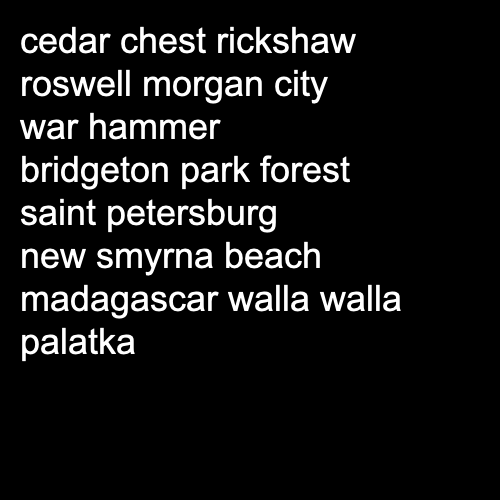 cedar chest rickshaw
roswell morgan city
war hammer
bridgeton park forest
saint petersburg
new smyrna beach
madagascar walla walla
palatka